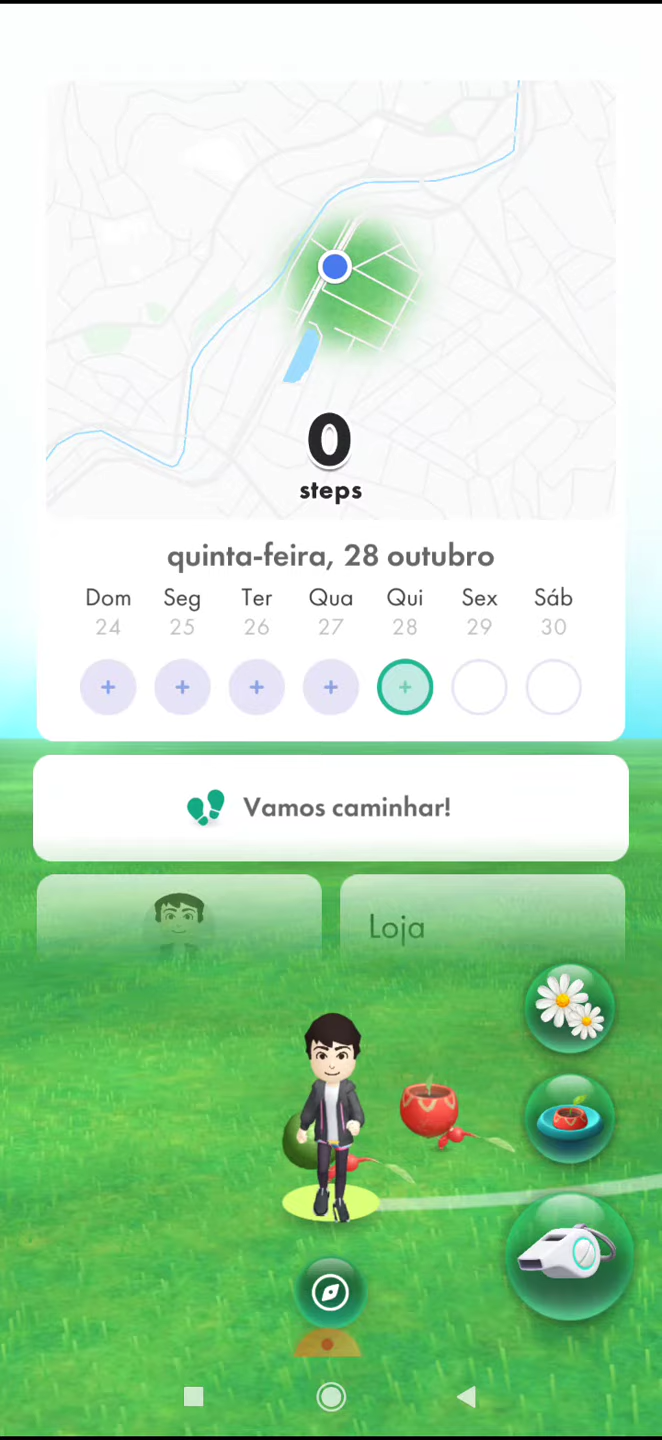 0
steps
quinta-feira, 28 outubro
Dom Seg Ter Qua Qui Sex Sáb
24 25 26 27 28 29 30
+ + + + +
Vamos caminhar!
Loja